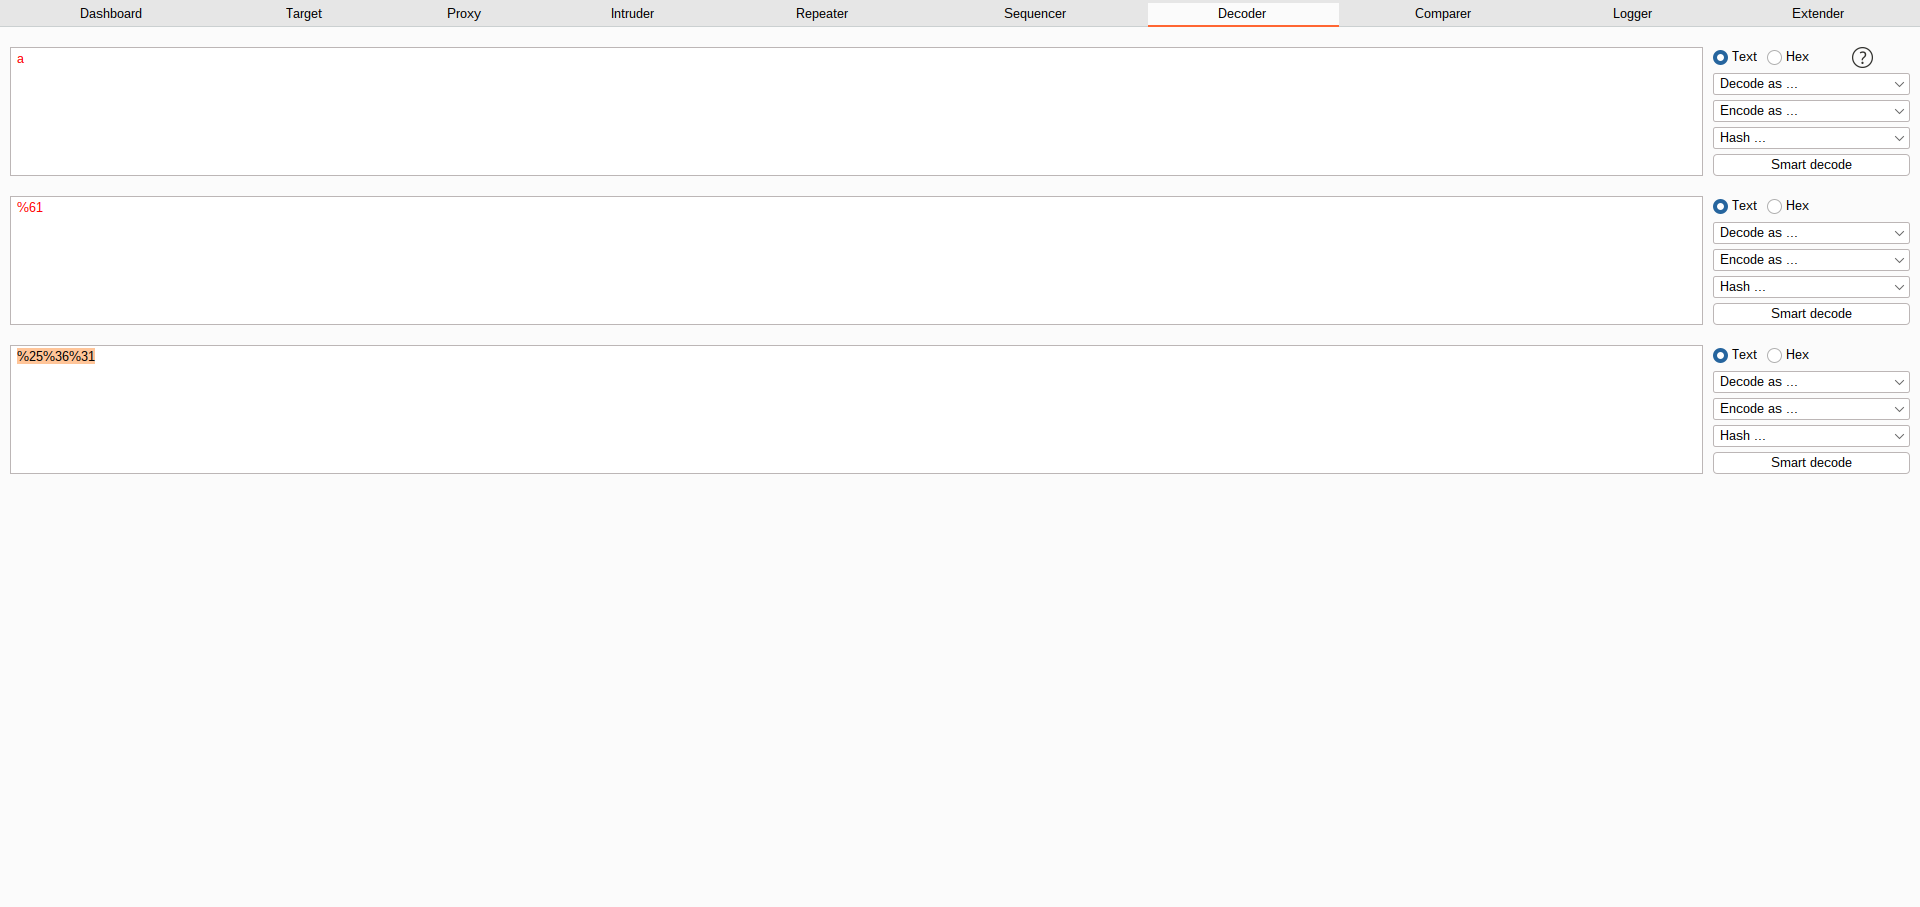 Dashboard Target Proxy Intruder Repeater Sequencer Decoder Comparer Logger Extender
a
Text Hex ?
Decode as ...
Encode as ...
Hash ...
Smart decode
%61
Text Hex
Decode as ...
Encode as ...
Hash ...
Smart decode
%25%36%31
Text Hex
Decode as ...
Encode as ...
Hash ...
Smart decode